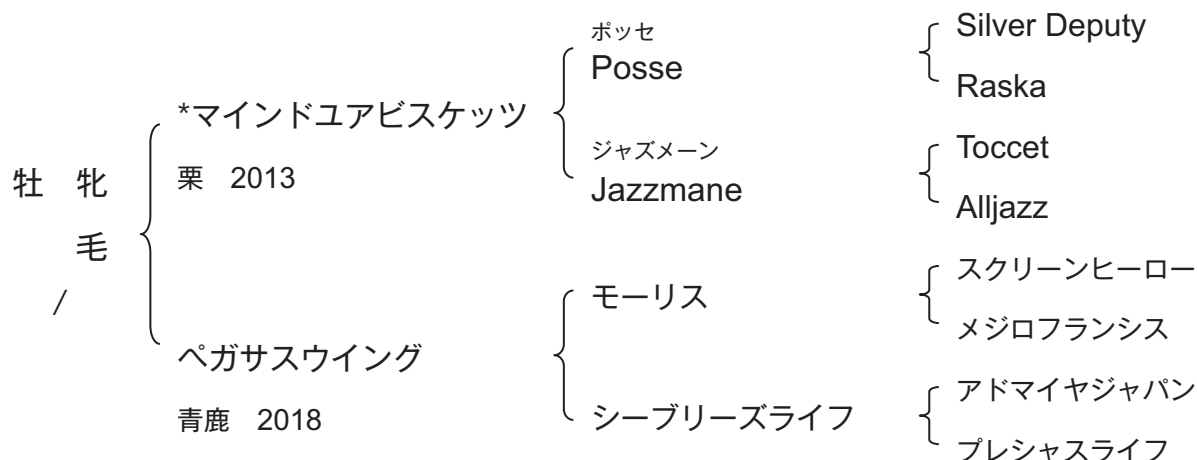 牡　牝
毛
/
*マインドユアビスケッツ
栗　2013
ペガサスウイング
青鹿　2018
ポッセ
Posse
ジャズメーン
Jazzmane
モーリス
シーブリーズライフ
Silver Deputy
Raska
Toccet
Alljazz
スクリーンヒーロー
メジロフランシス
アドマイヤジャパン
プレシャスライフ